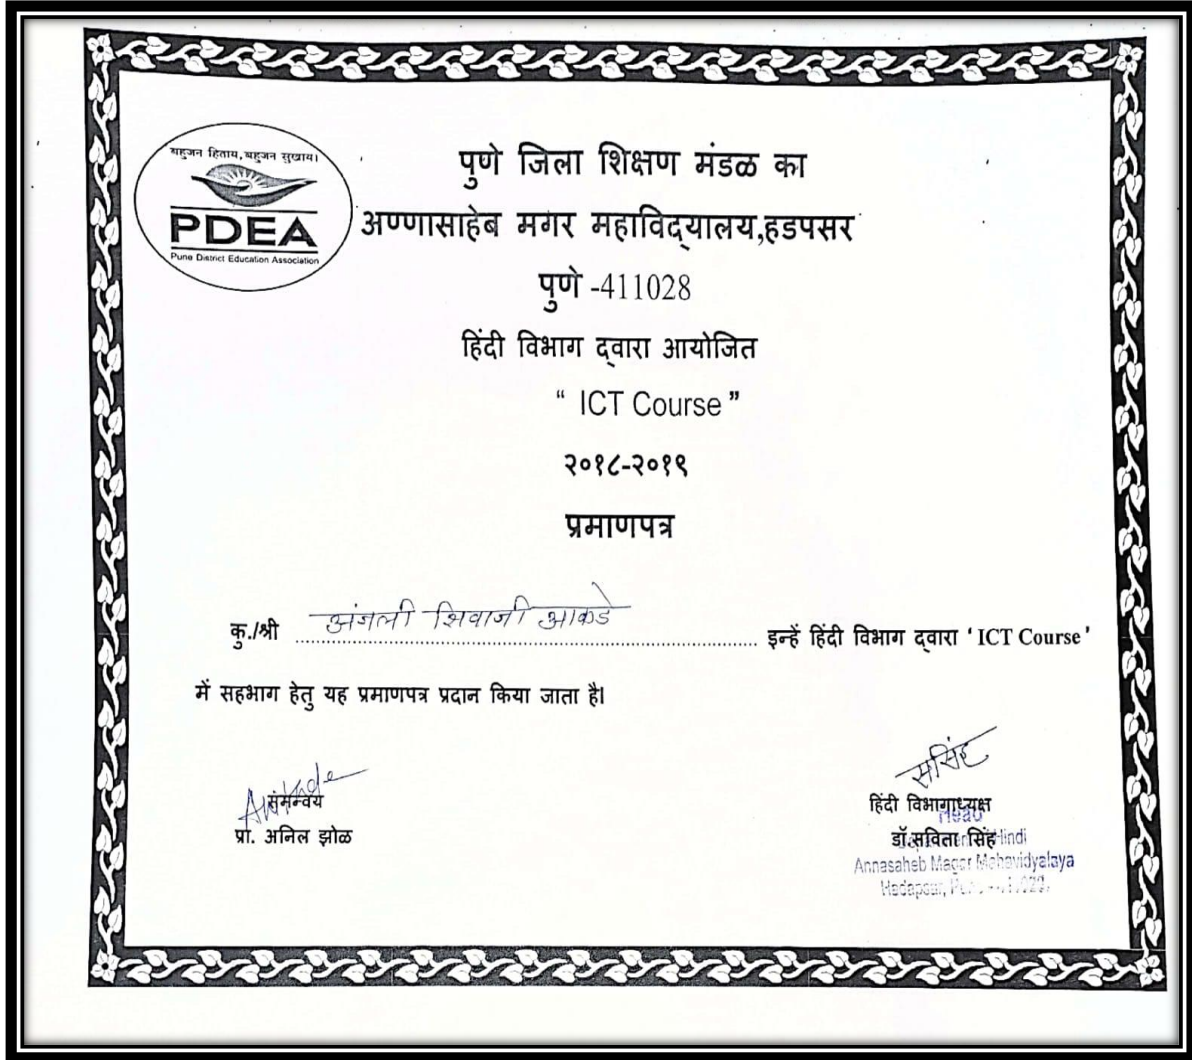 बहुजन हिताय, बहुजन सुखाय।
PDEA
Pune District Education Association
पुणे जिला शिक्षण मंडळ का
अण्णासाहेब मगर महाविद्यालय,हडपसर
पुणे -411028
हिंदी विभाग द्वारा आयोजित
“ ICT Course ”
२०१८-२०१९
प्रमाणपत्र
कु./श्री अंजली शिवाजी आकडे इन्हें हिंदी विभाग द्वारा ‘ ICT Course ’
में सहभाग हेतु यह प्रमाणपत्र प्रदान किया जाता है।
संमन्वय
प्रा. अनिल झोळ
ससिंह
हिंदी विभागाध्यक्ष
Head
डॉ.सविता सिंह Hindi
Annasaheb Magar Mahavidyalaya
Hadapsar,